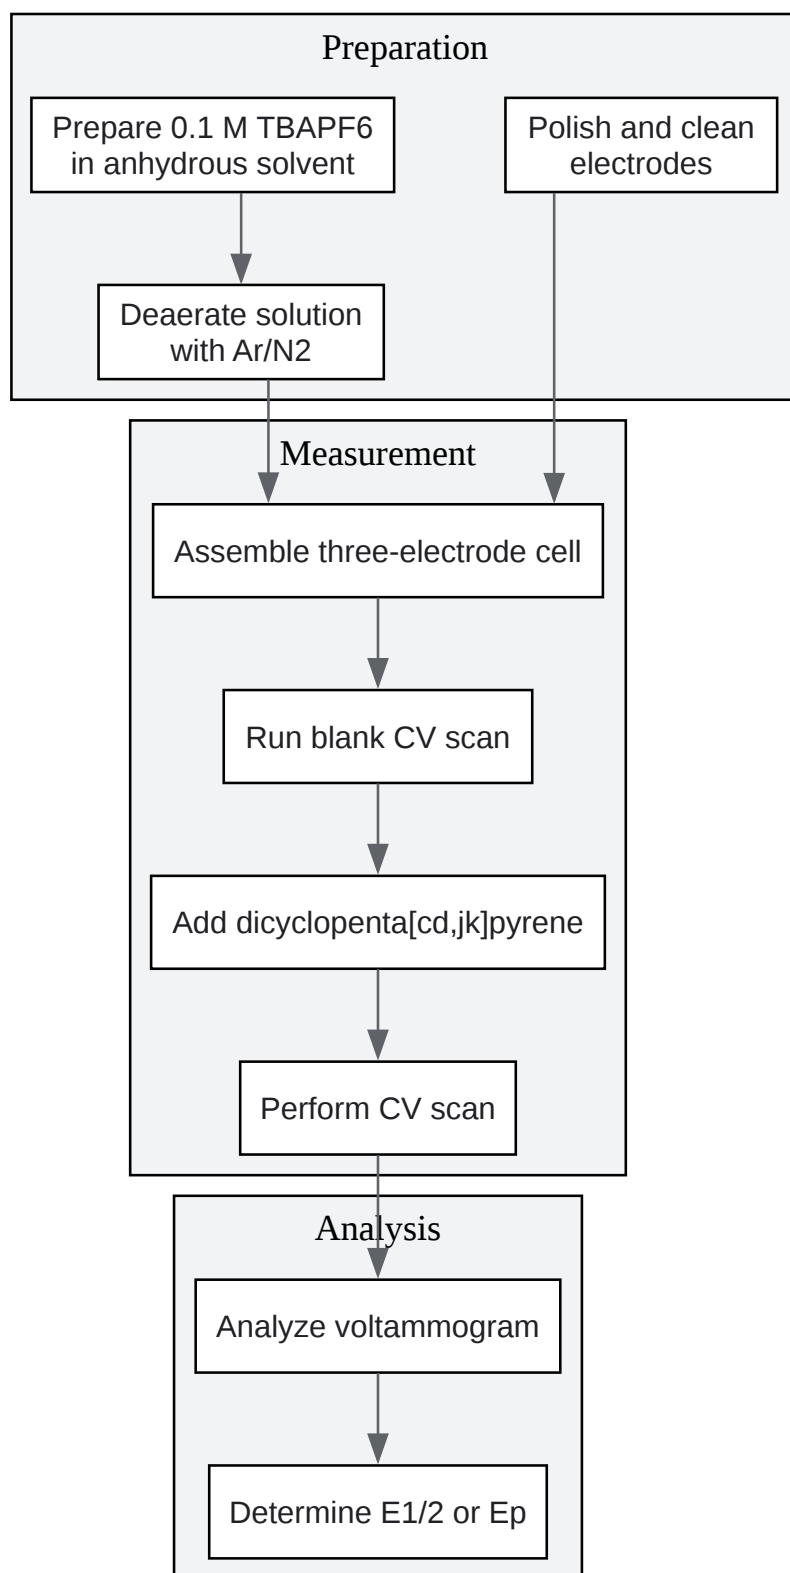 Preparation
Prepare 0.1 M TBAPF6
in anhydrous solvent
Polish and clean
electrodes
Deaerate solution
with Ar/N2
Measurement
Assemble three-electrode cell
Run blank CV scan
Add dicyclopenta[cd,jk]pyrene
Perform CV scan
Analysis
Analyze voltammogram
Determine E1/2 or Ep